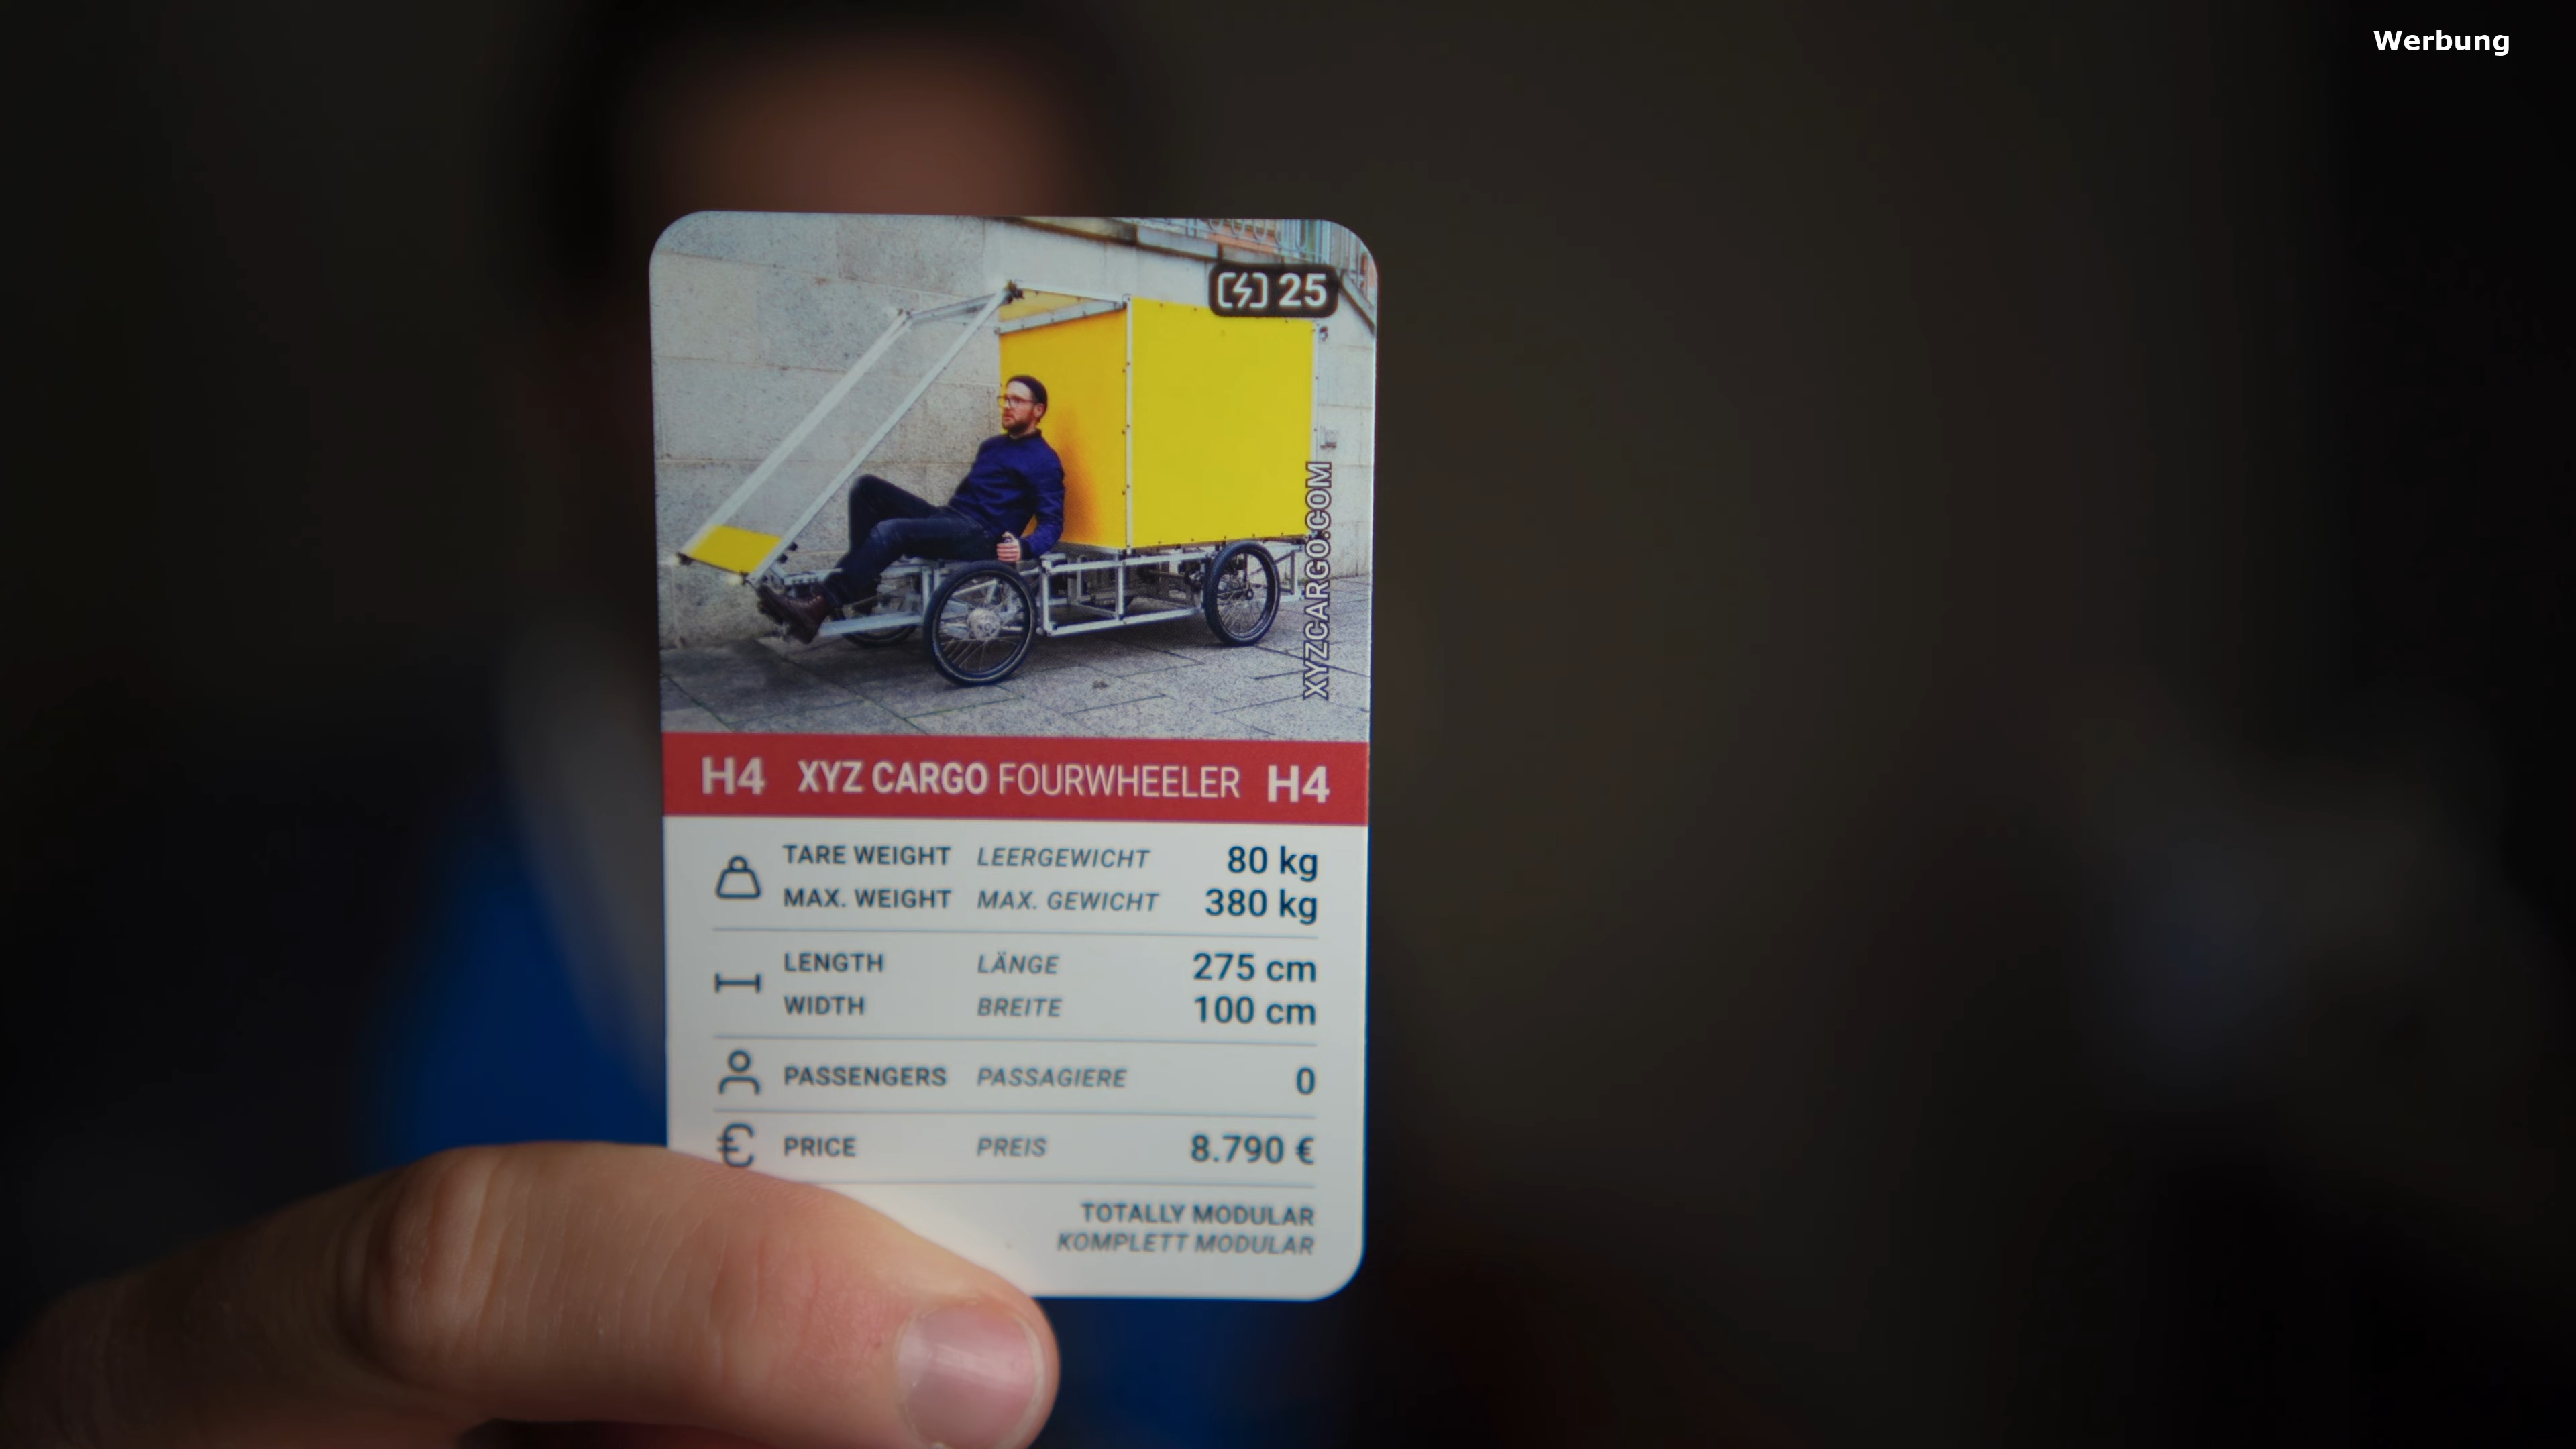 Werbung
25
XYZCARGO.COM
H4 XYZ CARGO FOURWHEELER H4
TARE WEIGHT LEERGEWICHT 80 kg
MAX. WEIGHT MAX. GEWICHT 380 kg
LENGTH LÄNGE 275 cm
WIDTH BREITE 100 cm
PASSENGERS PASSAGIERE 0
€ PRICE PREIS 8.790 €
TOTALLY MODULAR
KOMPLETT MODULAR